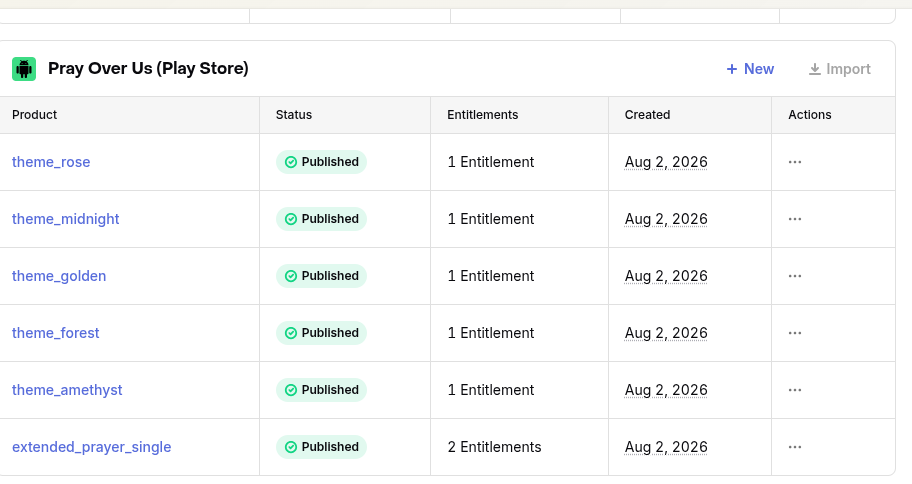 Pray Over Us (Play Store)
+ New
Import
Product Status Entitlements Created Actions
theme_rose Published 1 Entitlement Aug 2, 2026 ...
theme_midnight Published 1 Entitlement Aug 2, 2026 ...
theme_golden Published 1 Entitlement Aug 2, 2026 ...
theme_forest Published 1 Entitlement Aug 2, 2026 ...
theme_amethyst Published 1 Entitlement Aug 2, 2026 ...
extended_prayer_single Published 2 Entitlements Aug 2, 2026 ...